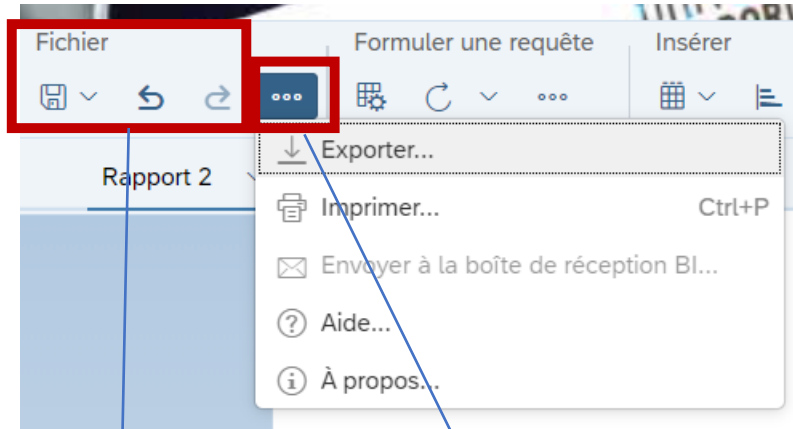 Fichier
Formuler une requête
Insérer
Rapport 2
Exporter...
Imprimer... Ctrl+P
Envoyer à la boîte de réception BI...
Aide...
À propos...